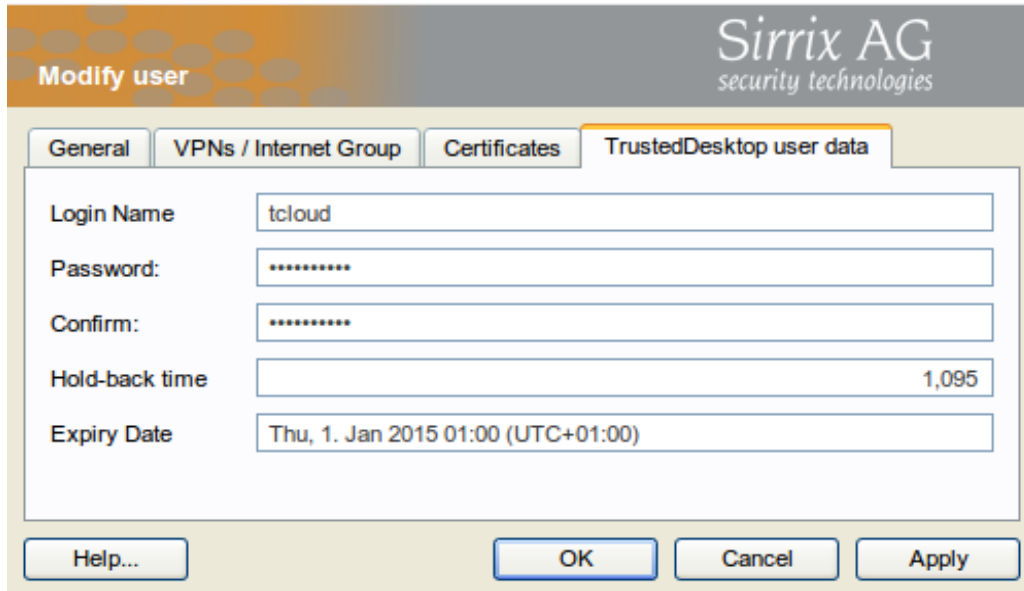 Sirrix AG
security technologies
Modify user
General VPNs / Internet Group Certificates TrustedDesktop user data
Login Name tcloud
Password: ••••••••••
Confirm: ••••••••••
Hold-back time 1,095
Expiry Date Thu, 1. Jan 2015 01:00 (UTC+01:00)
Help... OK Cancel Apply